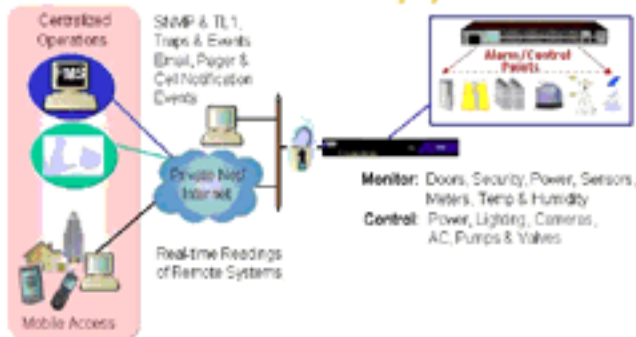 Centralized
Operations
SNMP & TL1,
Traps & Events
Email, Pager &
Cell Notification
Events
Alarm/Control
Points
Private Net/
Internet
Monitor: Doors, Security, Power, Sensors,
Meters, Temp & Humidity
Control: Power, Lighting, Cameras,
AC, Pumps & Valves
Real-time Readings
of Remote Systems
Mobile Access